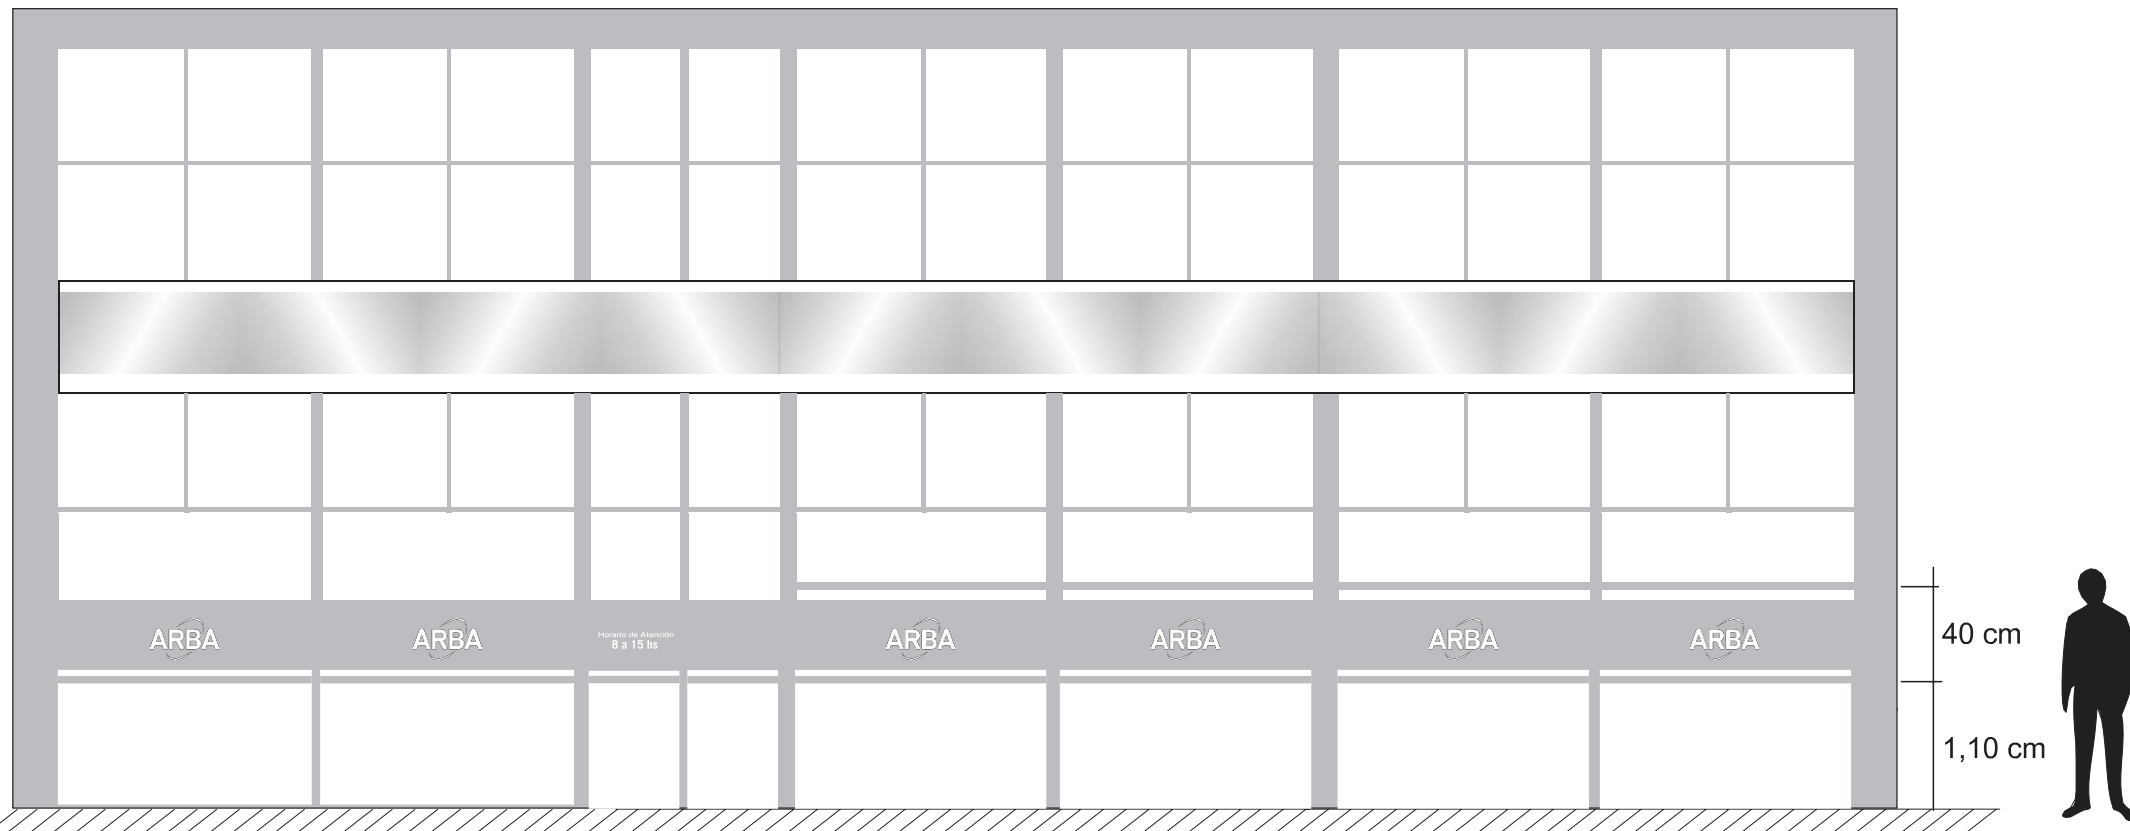 ARBA
ARBA
Horario de Atención
8 a 15 hs
ARBA
ARBA
ARBA
ARBA
40 cm
1,10 cm